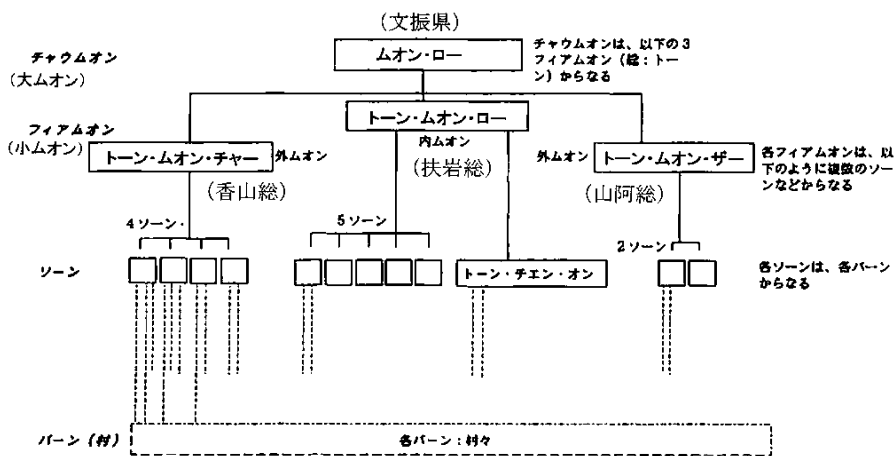 (文振県)
チャウムオン
(大ムオン)
ムオン・ロー
チャウムオンは、以下の3
フィアムオン(総:トー
ン)からなる
フィアムオン
(小ムオン)
トーン・ムオン・ロー
内ムオン
(扶岩総)
トーン・ムオン・チャー
外ムオン
(香山総)
外ムオン
トーン・ムオン・ザー
(山阿総)
各フィアムオンは、以
下のように複数のソー
ンなどからなる
4ソーン・
5ソーン
2ソーン
ソーン
トーン・チエン・オン
各ソーンは、各バーン
からなる
バーン(村)
各バーン:村々